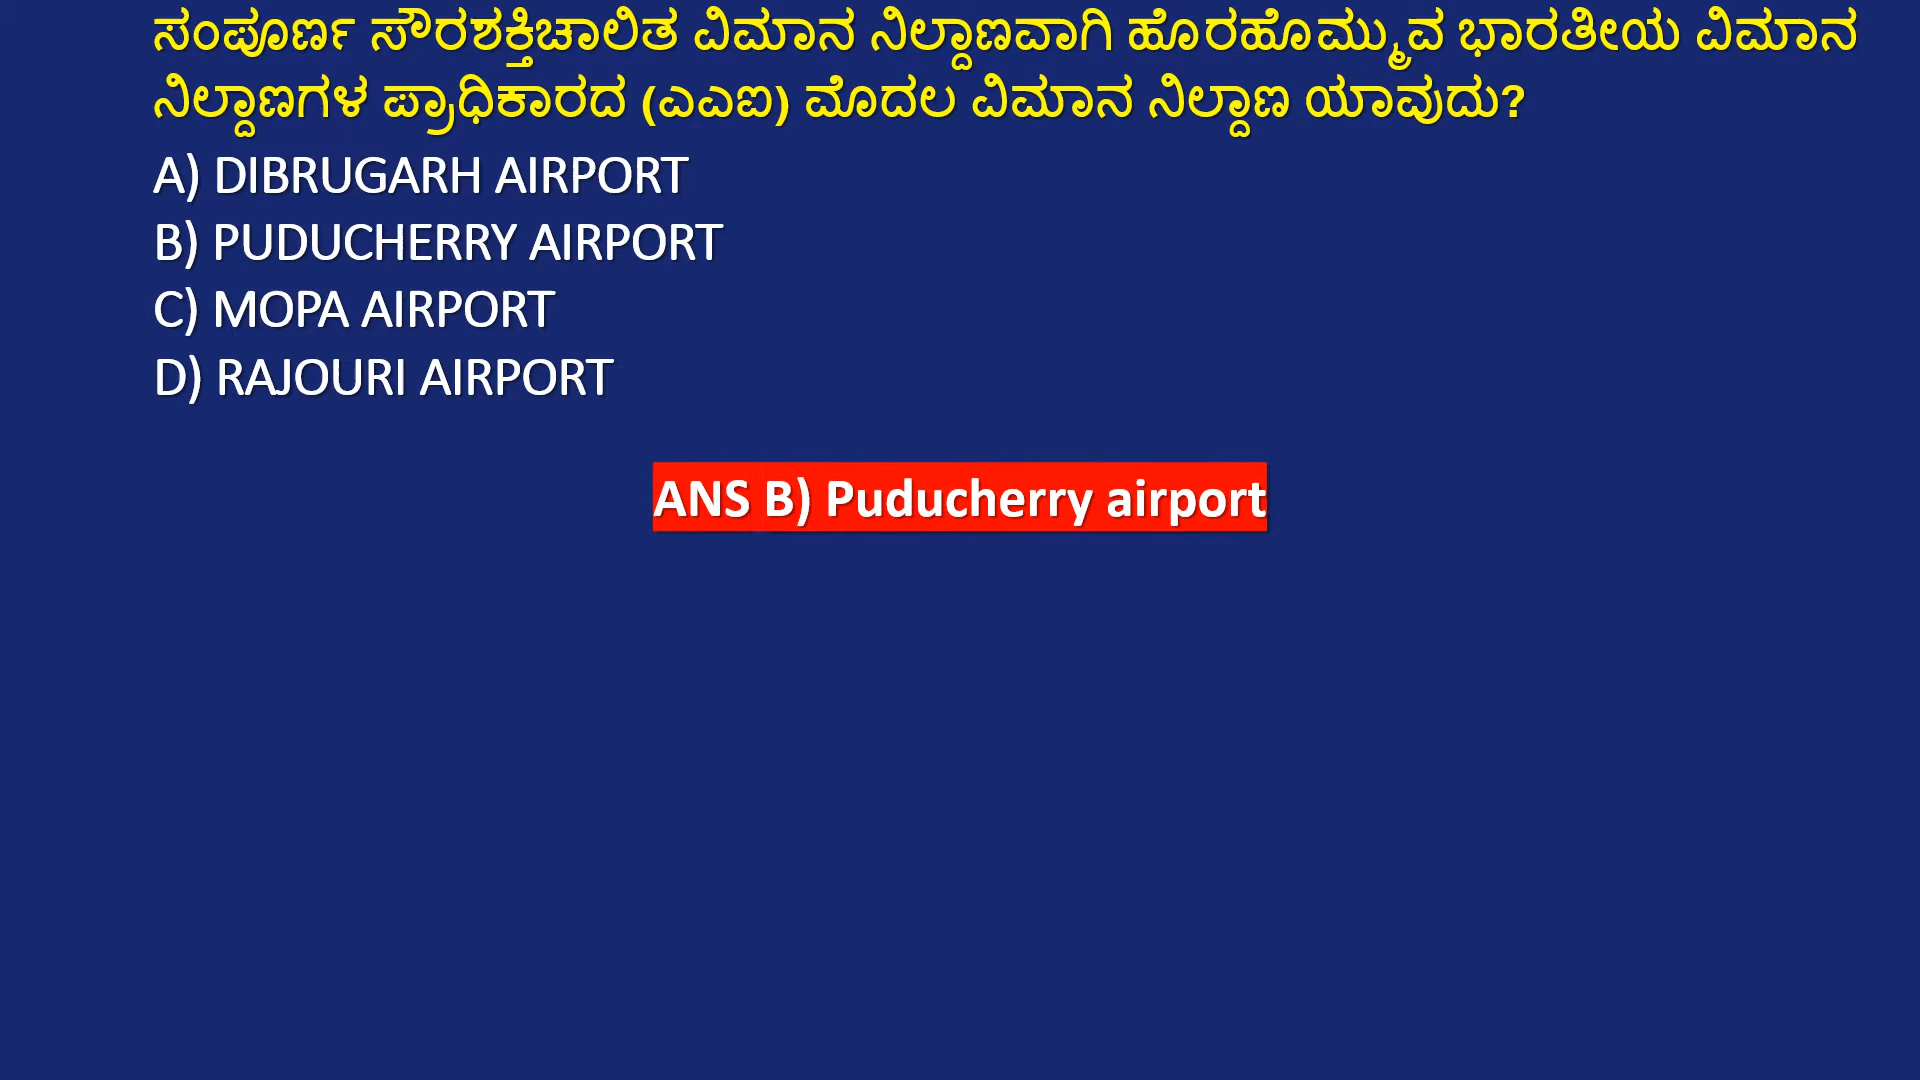 ಸಂಪೂರ್ಣ ಸೌರಶಕ್ತಿಚಾಲಿತ ವಿಮಾನ ನಿಲ್ದಾಣವಾಗಿ ಹೊರಹೊಮ್ಮುವ ಭಾರತೀಯ ವಿಮಾನ
ನಿಲ್ದಾಣಗಳ ಪ್ರಾಧಿಕಾರದ (ಎಎಐ) ಮೊದಲ ವಿಮಾನ ನಿಲ್ದಾಣ ಯಾವುದು?
A) DIBRUGARH AIRPORT
B) PUDUCHERRY AIRPORT
C) MOPA AIRPORT
D) RAJOURI AIRPORT
ANS B) Puducherry airport